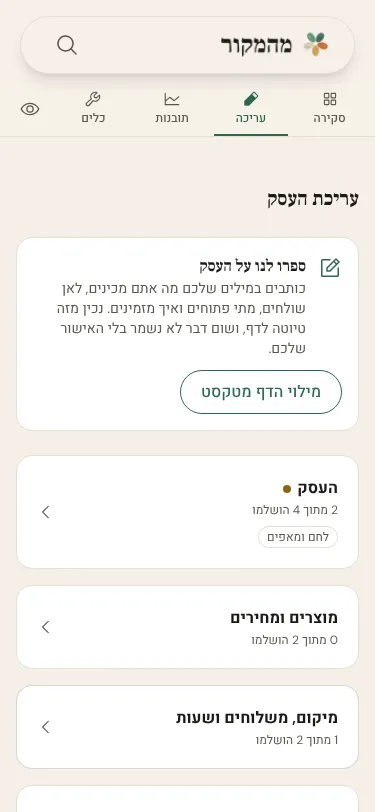 מהמקור
סקירה
עריכה
תובנות
כלים
עריכת העסק
ספרו לנו על העסק
כותבים במילים שלכם מה אתם מכינים, לאן
שולחים, מתי פתוחים ואיך מזמינים. נכין מזה
טיוטה לדף, ושום דבר לא נשמר בלי האישור
שלכם.
מילוי הדף מטקסט
העסק
2 מתוך 4 הושלמו
לחם ומאפים
מוצרים ומחירים
0 מתוך 2 הושלמו
מיקום, משלוחים ושעות
1 מתוך 2 הושלמו